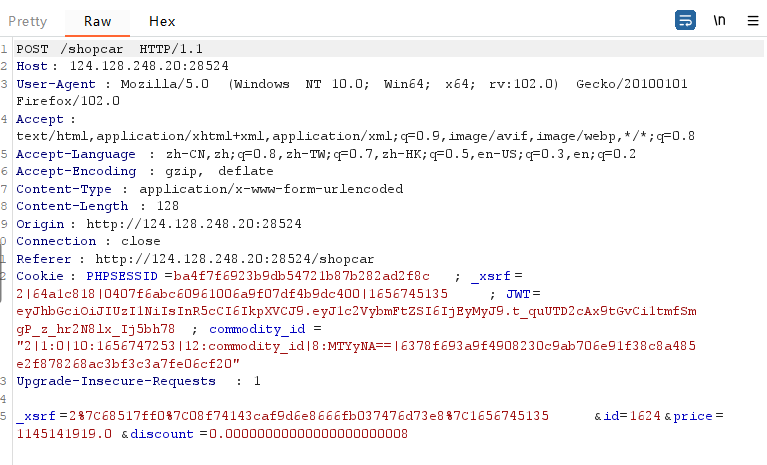 Pretty Raw Hex \n
1 POST /shopcar HTTP/1.1
2 Host: 124.128.248.20:28524
3 User-Agent: Mozilla/5.0 (Windows NT 10.0; Win64; x64; rv:102.0) Gecko/20100101
Firefox/102.0
4 Accept:
text/html,application/xhtml+xml,application/xml;q=0.9,image/avif,image/webp,*/*;q=0.8
5 Accept-Language: zh-CN,zh;q=0.8,zh-TW;q=0.7,zh-HK;q=0.5,en-US;q=0.3,en;q=0.2
6 Accept-Encoding: gzip, deflate
7 Content-Type: application/x-www-form-urlencoded
8 Content-Length: 128
9 Origin: http://124.128.248.20:28524
0 Connection: close
1 Referer: http://124.128.248.20:28524/shopcar
2 Cookie: PHPSESSID=ba4f7f6923b9db54721b87b282ad2f8c ; _xsrf=
2|64a1c818|0407f6abc60961006a9f07df4b9dc400|1656745135 ; JWT=
eyJhbGciOiJIUzI1NiIsInR5cCI6IkpXVCJ9.eyJ1c2VybmFtZSI6IjEyMyJ9.t_quUTD2cAx9tGvCi1tmfSm
gP_z_hr2N8lx_Ij5bh78 ; commodity_id=
"2|1:0|10:1656747253|12:commodity_id|8:MTYyNA==|6378f693a9f4908230c9ab706e91f38c8a485
e2f878268ac3bf3c3a7fe06cf20"
3 Upgrade-Insecure-Requests: 1
4
5 _xsrf=2%7C68517ff0%7C08f74143caf9d6e8666fb037476d73e8%7C1656745135 &id=1624&price=
1145141919.0 &discount=0.00000000000000000000008